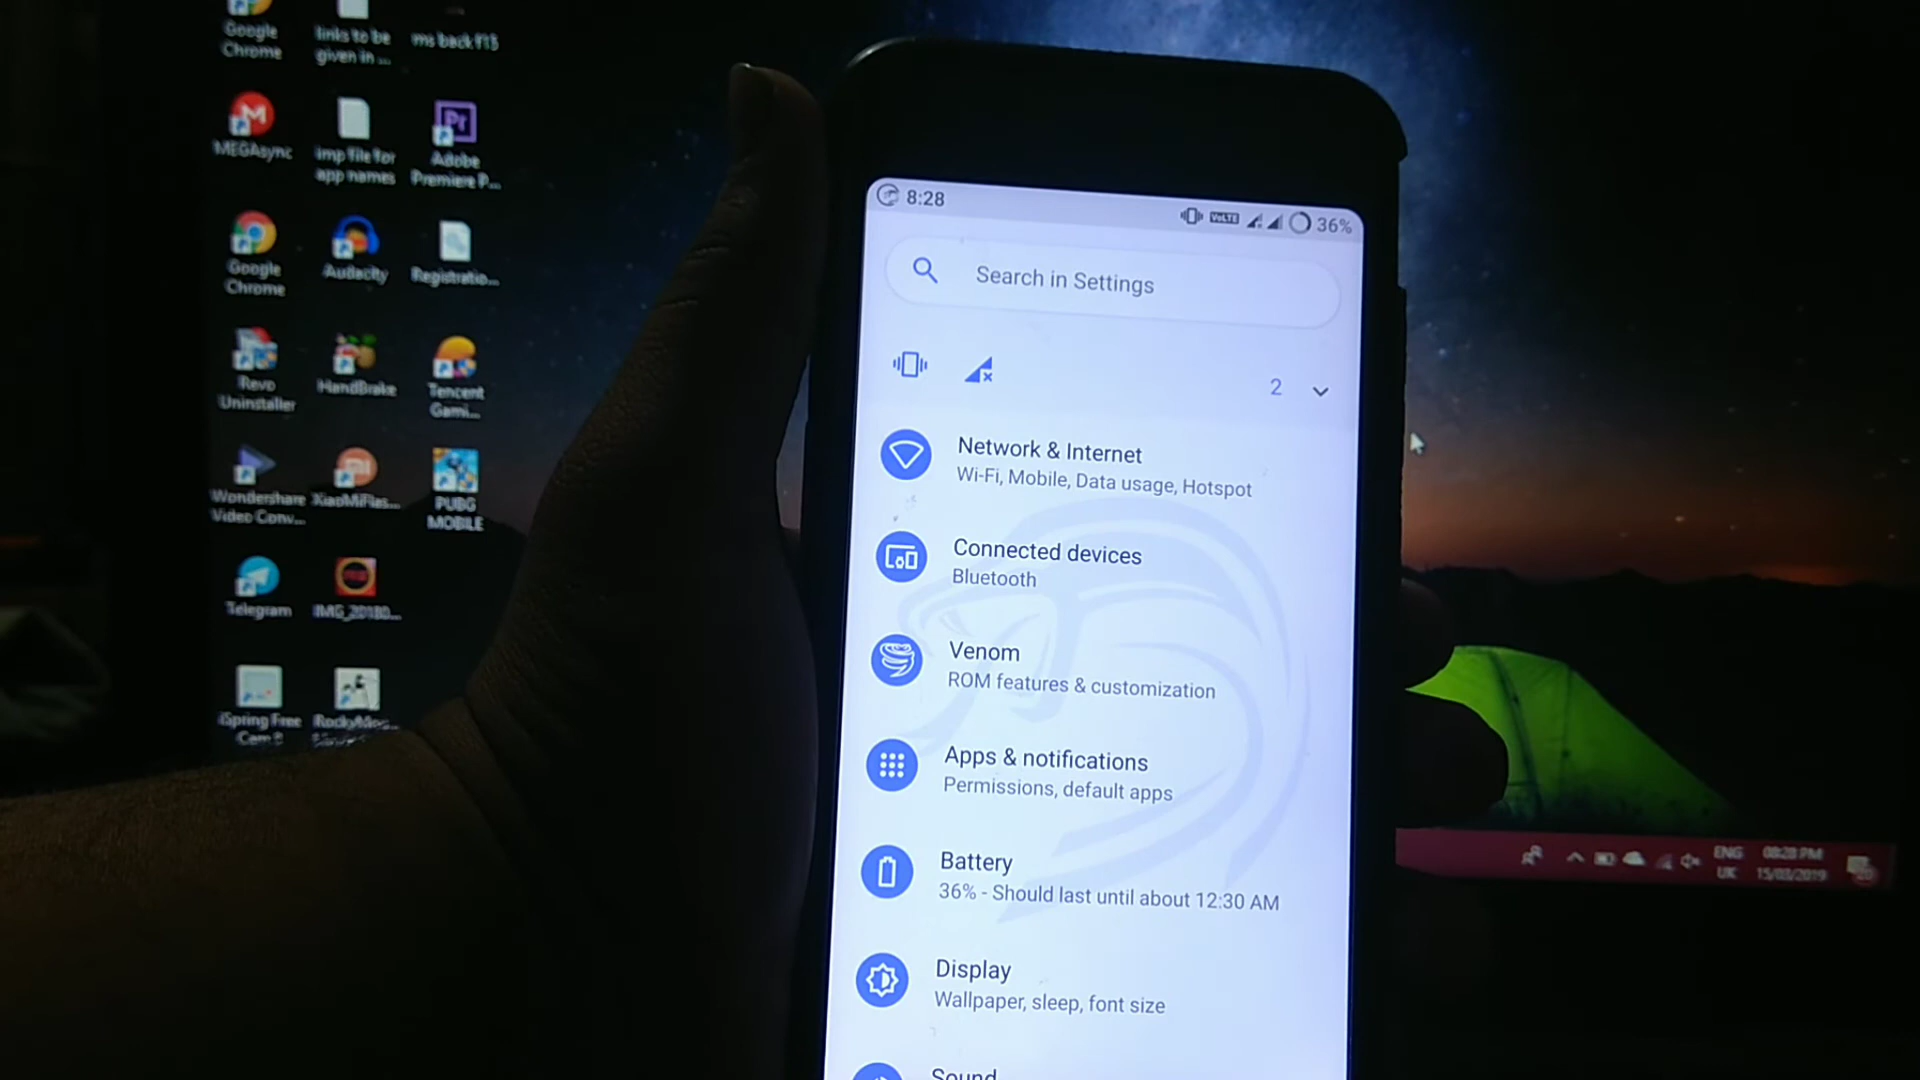 Google
Chrome
links to be
given in ...
ms back f15
MEGAsync
imp file for
app names
Adobe
Premiere P...
Google
Chrome
Audacity
Registratio...
Revo
Uninstaller
HandBrake
Tencent
Gami...
Wondershare
Video Conv...
XiaoMiFlas...
PUBG
MOBILE
Telegram
IMG_20180...
iSpring Free
8:28
VoLTE
36%
Search in Settings
2
Network & Internet
Wi-Fi, Mobile, Data usage, Hotspot
Connected devices
Bluetooth
Venom
ROM features & customization
Apps & notifications
Permissions, default apps
Battery
36% - Should last until about 12:30 AM
Display
Wallpaper, sleep, font size
Sound
ENG
UK
08:28 PM
15/03/2019